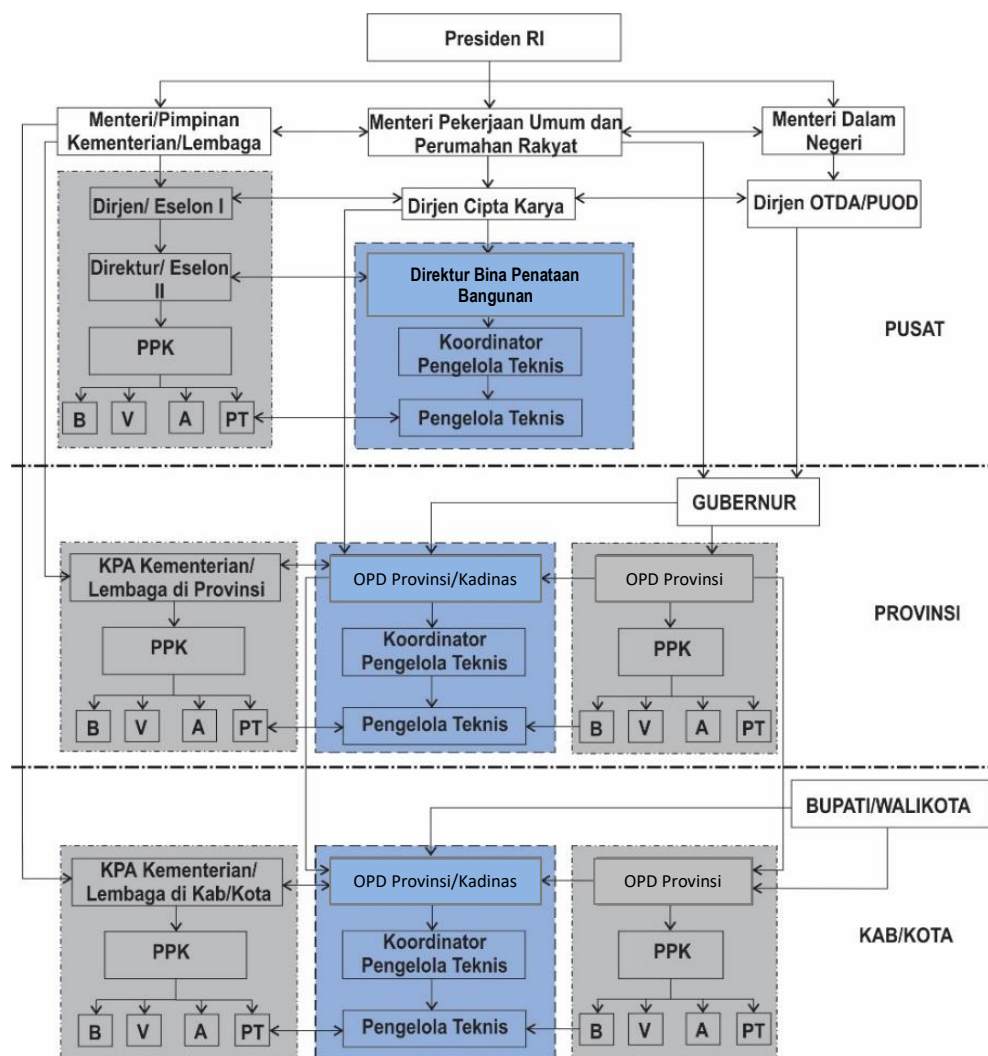 Presiden RI
Menteri/Pimpinan
Kementerian/Lembaga
Menteri Pekerjaan Umum dan
Perumahan Rakyat
Menteri Dalam
Negeri
Dirjen/ Eselon I
Dirjen Cipta Karya
Dirjen OTDA/PUOD
Direktur/ Eselon
II
Direktur Bina Penataan
Bangunan
PUSAT
PPK
Koordinator
Pengelola Teknis
B V A PT
Pengelola Teknis
GUBERNUR
KPA Kementerian/
Lembaga di Provinsi
OPD Provinsi/Kadinas
OPD Provinsi
PROVINSI
PPK
Koordinator
Pengelola Teknis
PPK
B V A PT
Pengelola Teknis
B V A PT
BUPATI/WALIKOTA
KPA Kementerian/
Lembaga di Kab/Kota
OPD Provinsi/Kadinas
OPD Provinsi
KAB/KOTA
PPK
Koordinator
Pengelola Teknis
PPK
B V A PT
Pengelola Teknis
B V A PT